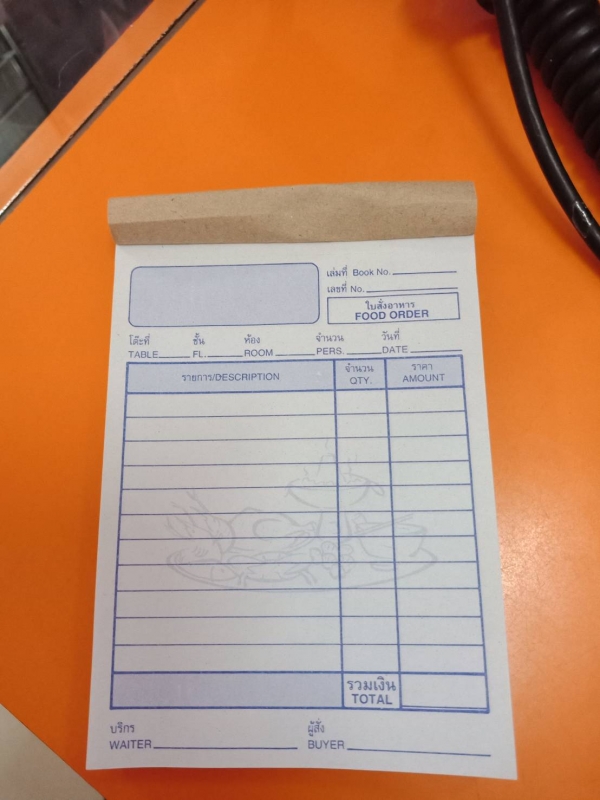 เล่มที่ Book No.
เลขที่ No.
ใบสั่งอาหาร
FOOD ORDER
โต๊ะที่ ชั้น ห้อง จำนวน วันที่
TABLE FL. ROOM PERS. DATE
รายการ/DESCRIPTION จำนวน QTY. ราคา AMOUNT
รวมเงิน
TOTAL
บริกร ผู้สั่ง
WAITER BUYER